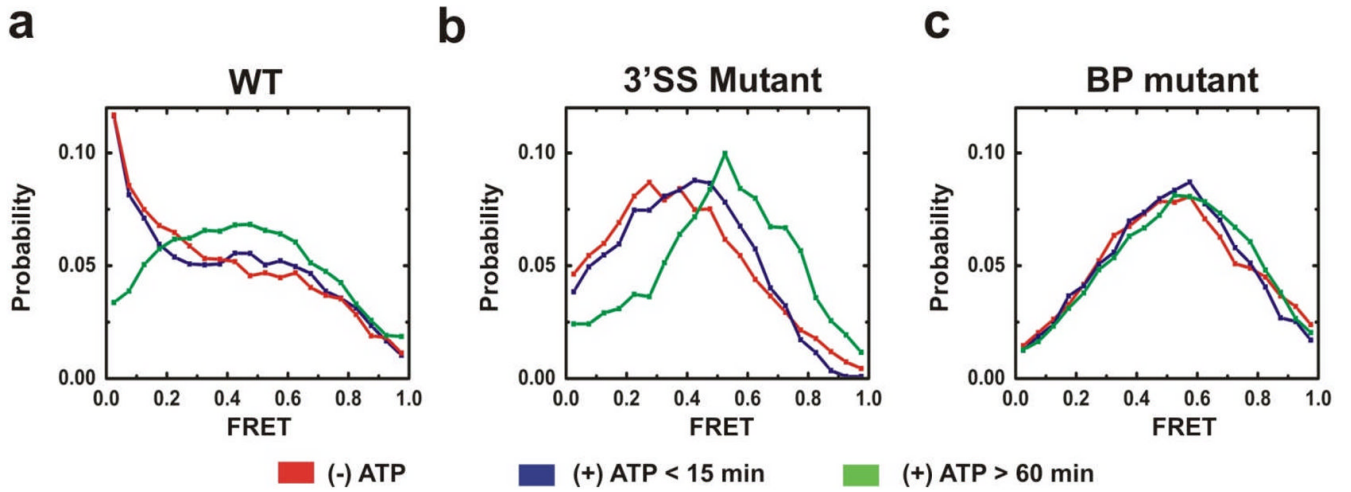 a
b
c
WT
3'SS Mutant
BP mutant
Probability
0.10
0.05
0.00
0.0 0.2 0.4 0.6 0.8 1.0
FRET
Probability
0.10
0.05
0.00
0.0 0.2 0.4 0.6 0.8 1.0
FRET
Probability
0.10
0.05
0.00
0.0 0.2 0.4 0.6 0.8 1.0
FRET
(-) ATP
(+) ATP < 15 min
(+) ATP > 60 min